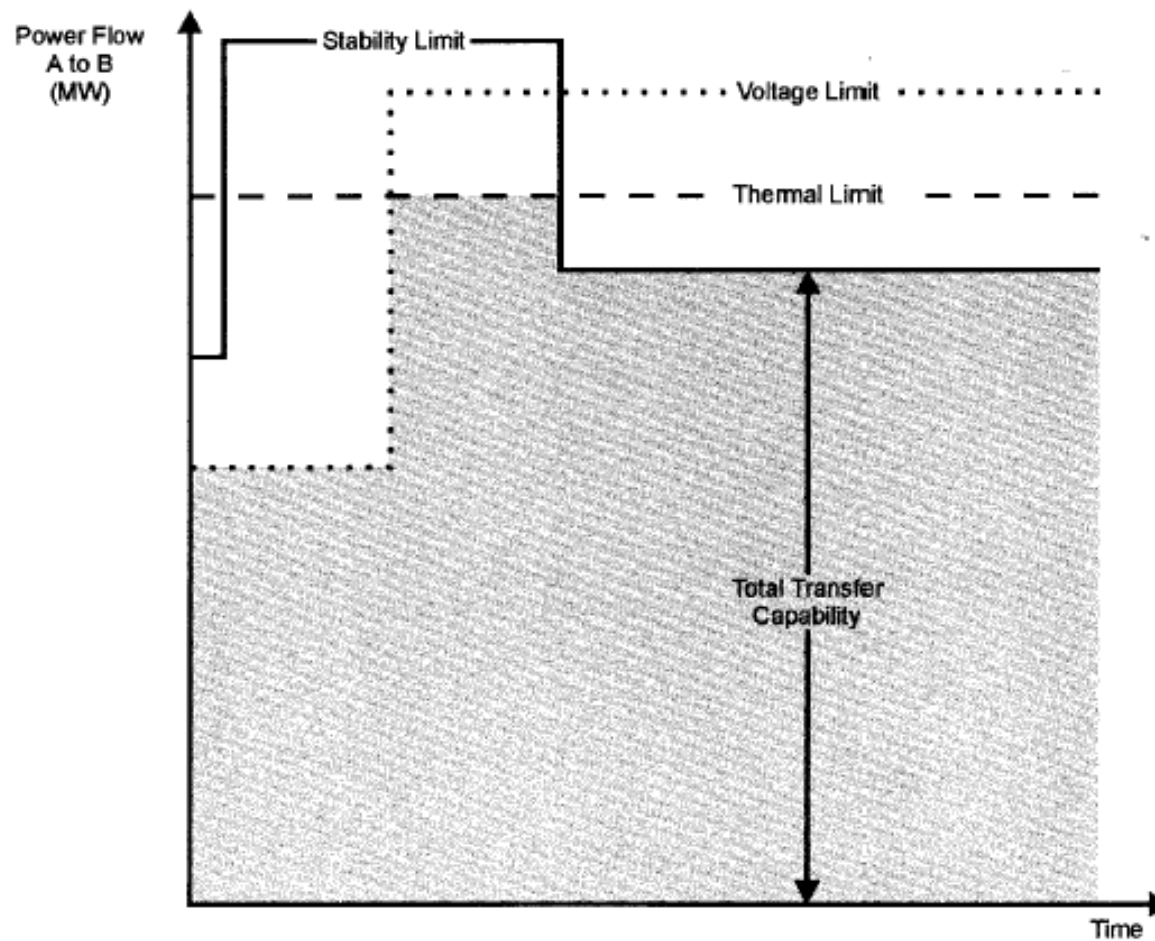 Power Flow
A to B
(MW)
Stability Limit
Voltage Limit
Thermal Limit
Total Transfer
Capability
Time